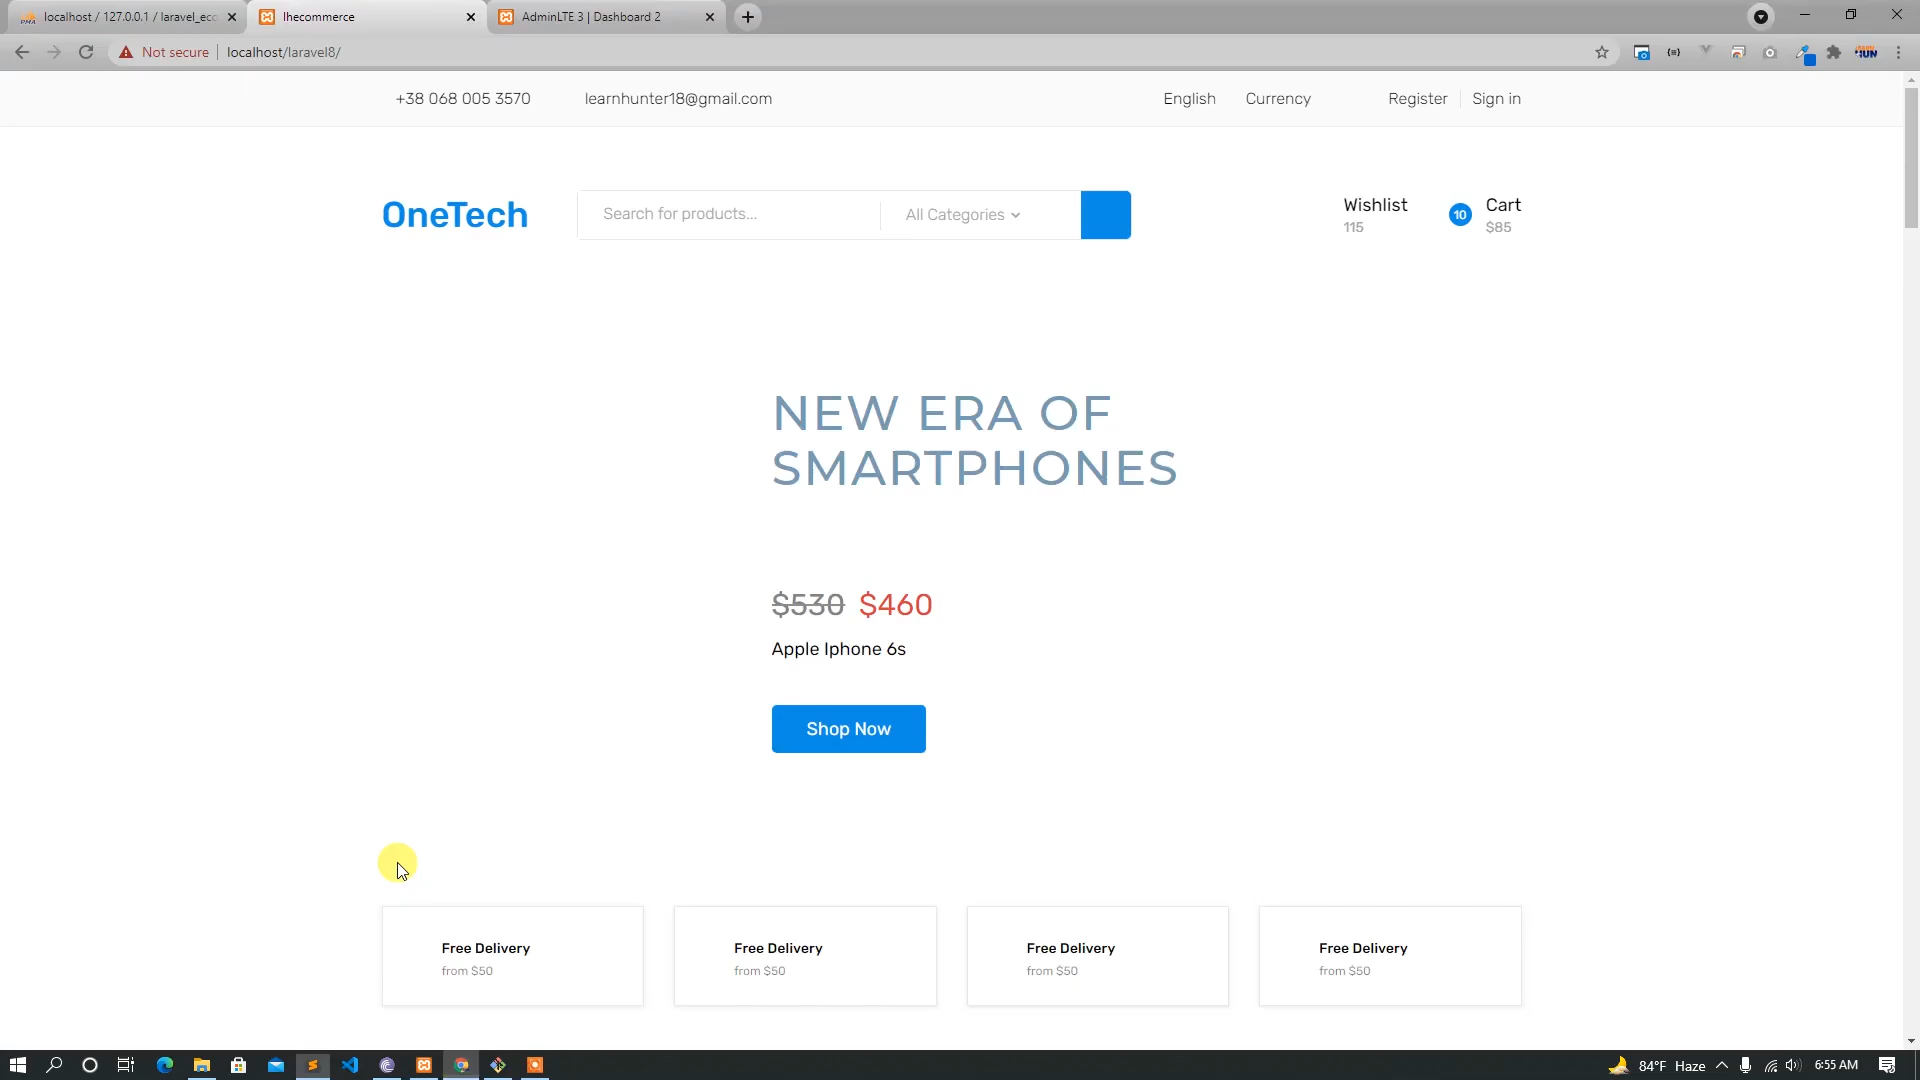 localhost / 127.0.0.1 / laravel_eco
lhecommerce
AdminLTE 3 | Dashboard 2
Not secure
localhost/laravel8/
+38 068 005 3570
learnhunter18@gmail.com
English
Currency
Register
Sign in
OneTech
Search for products...
All Categories
Wishlist
115
10
Cart
$85
NEW ERA OF
SMARTPHONES
$530 $460
Apple Iphone 6s
Shop Now
Free Delivery
from $50
Free Delivery
from $50
Free Delivery
from $50
Free Delivery
from $50
84°F Haze
6:55 AM